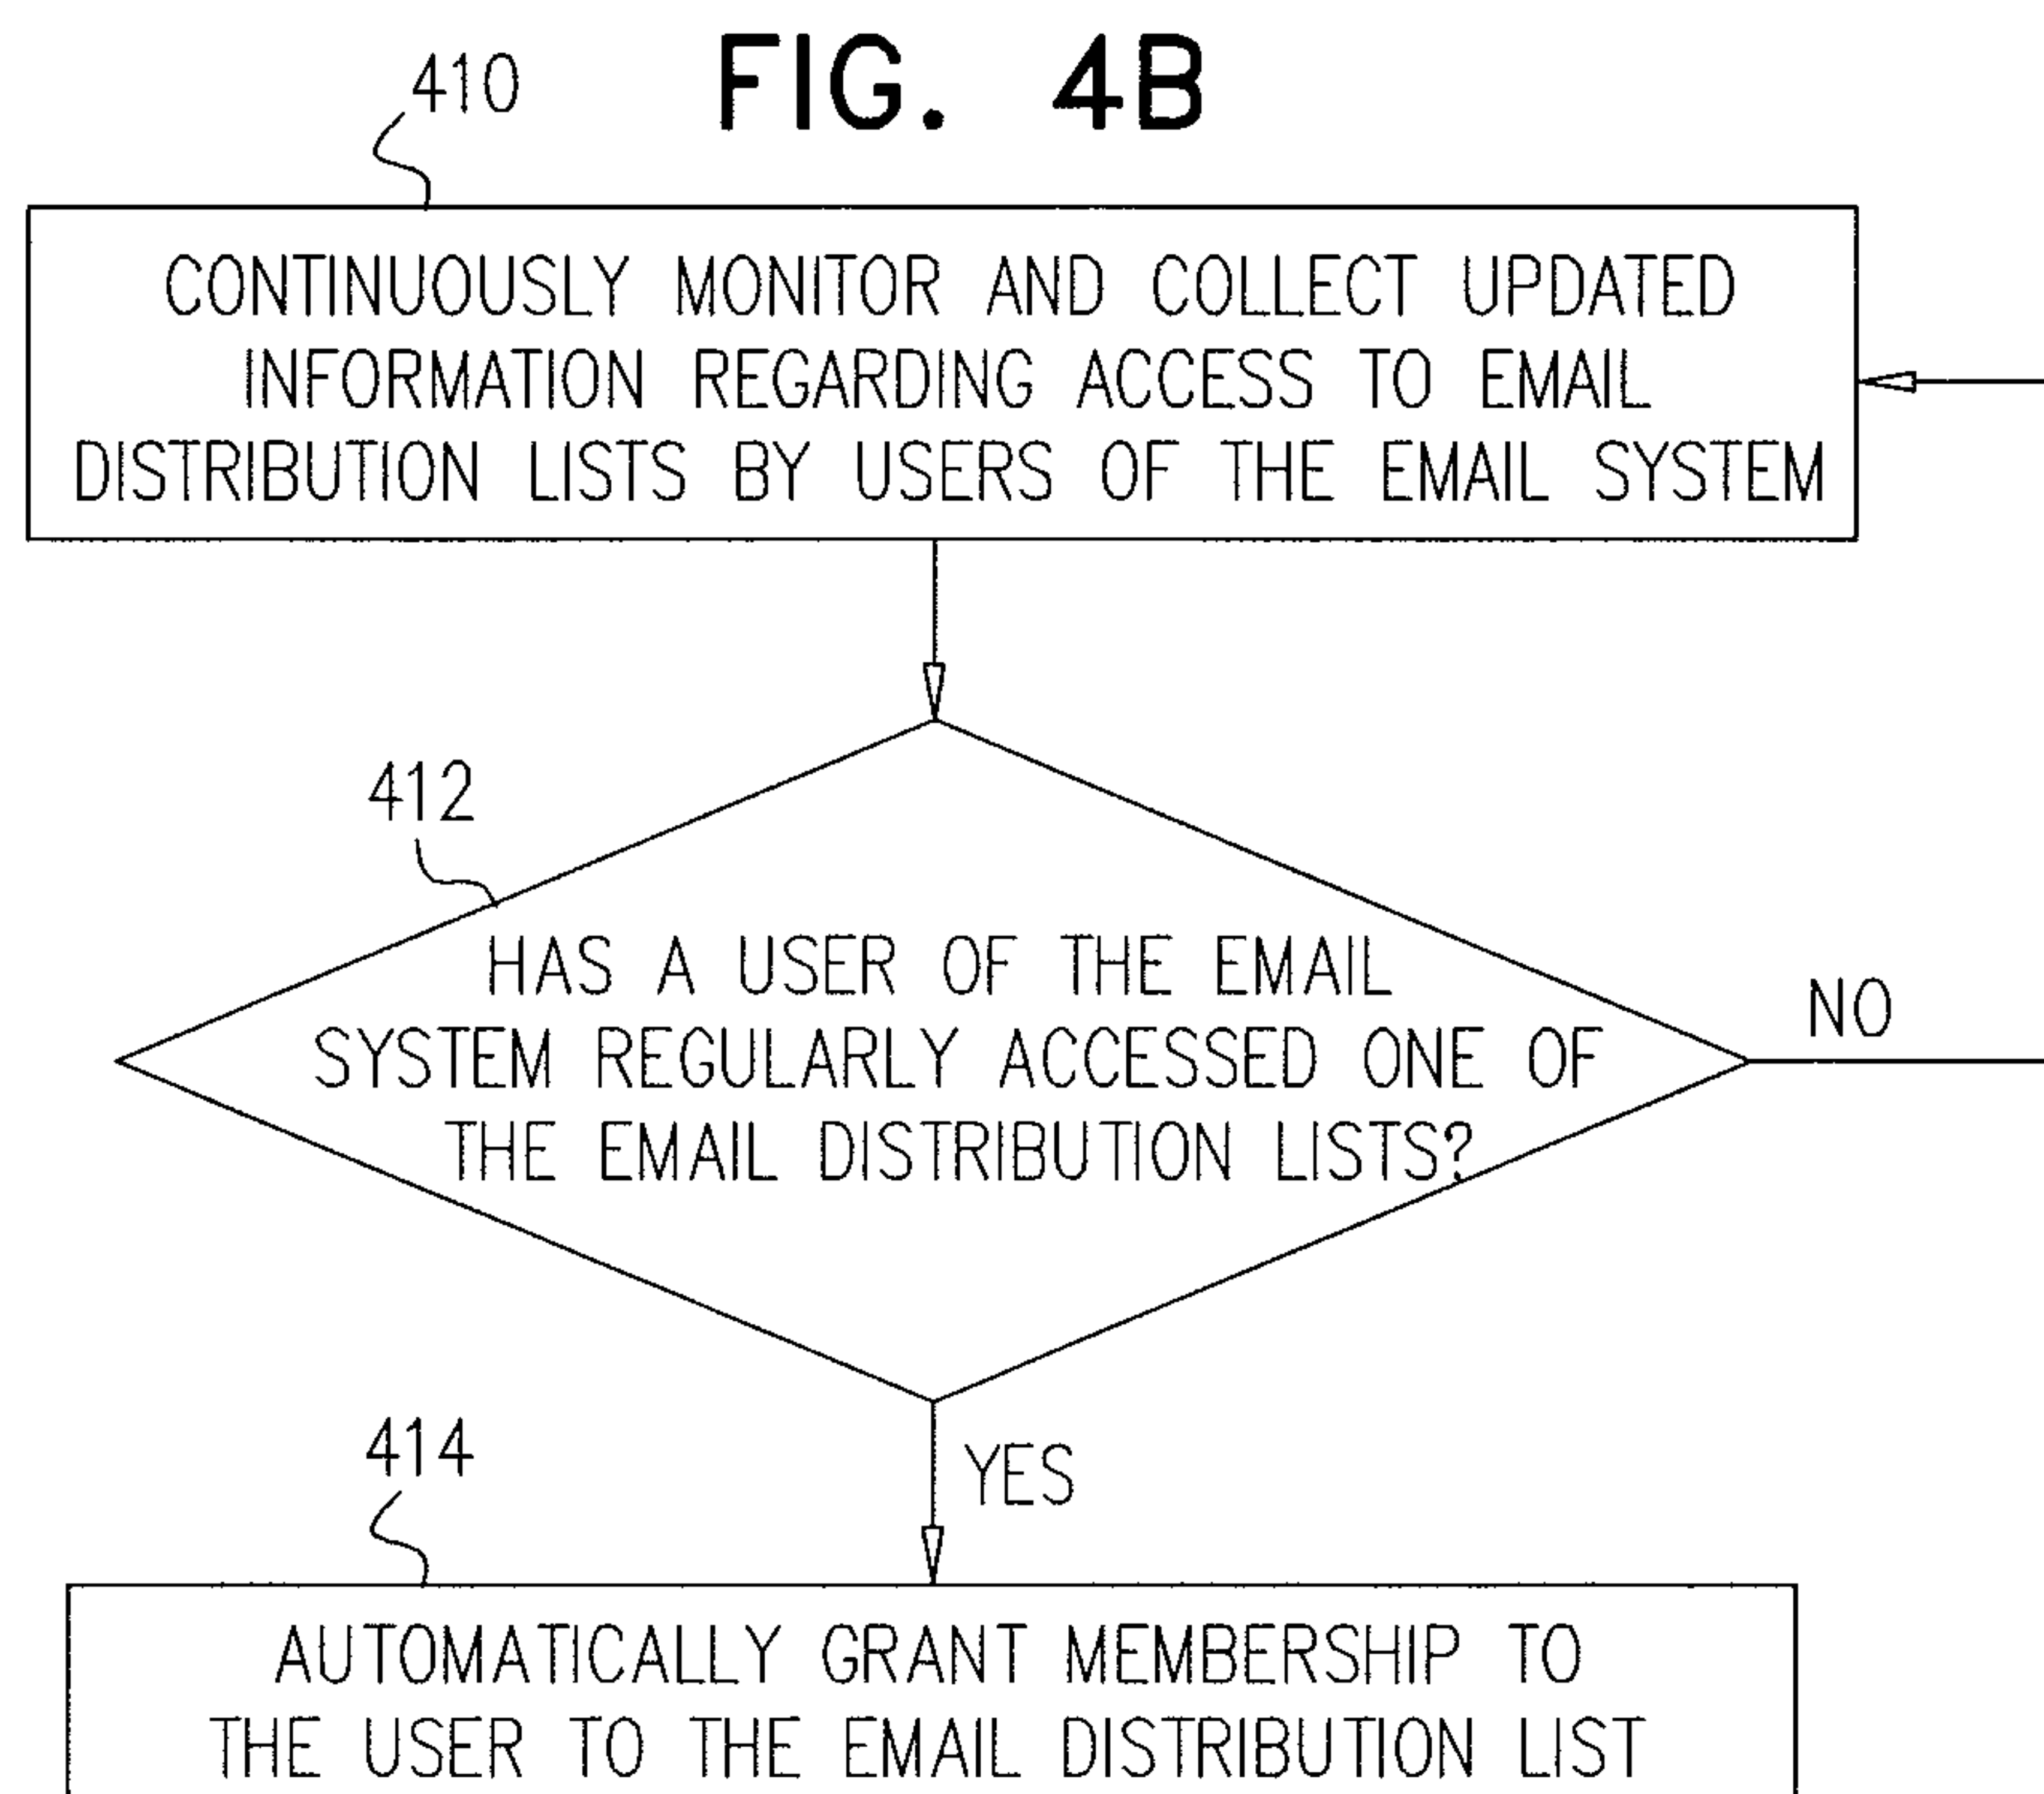 FIG. 4B
410
CONTINUOUSLY MONITOR AND COLLECT UPDATED
INFORMATION REGARDING ACCESS TO EMAIL
DISTRIBUTION LISTS BY USERS OF THE EMAIL SYSTEM
412
HAS A USER OF THE EMAIL
SYSTEM REGULARLY ACCESSED ONE OF
THE EMAIL DISTRIBUTION LISTS?
NO
YES
414
AUTOMATICALLY GRANT MEMBERSHIP TO
THE USER TO THE EMAIL DISTRIBUTION LIST